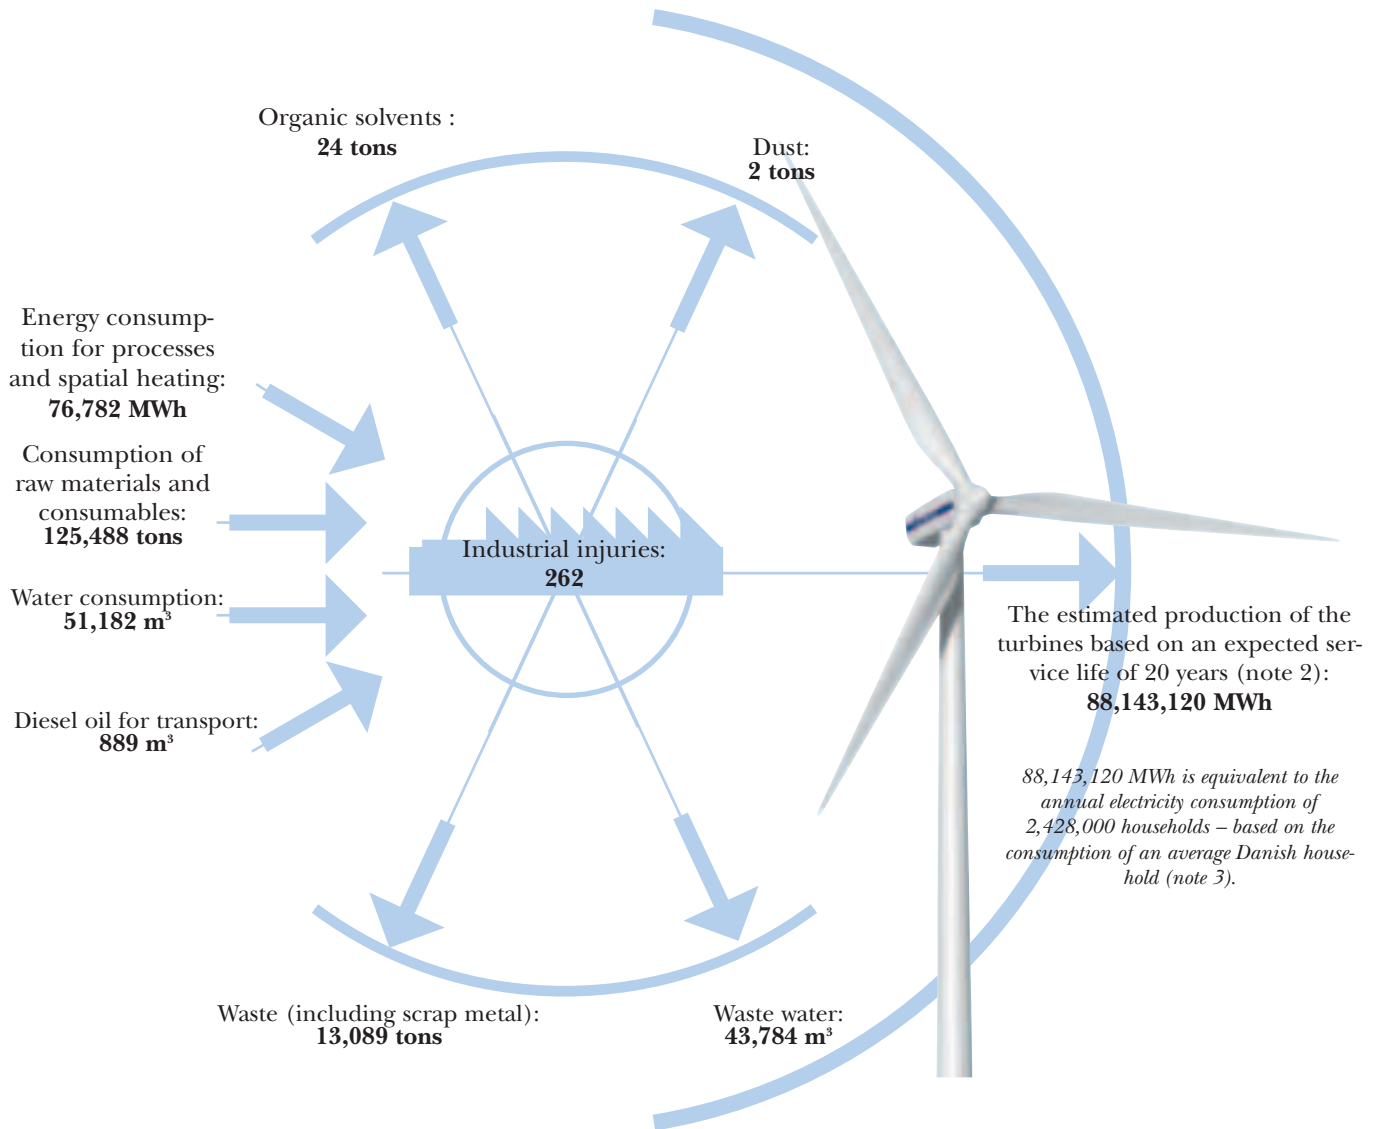 Organic solvents :
24 tons
Dust:
2 tons
Energy consump-
tion for processes
and spatial heating:
76,782 MWh
Consumption of
raw materials and
consumables:
125,488 tons
Industrial injuries:
262
Water consumption:
51,182 m³
Diesel oil for transport:
889 m³
The estimated production of the
turbines based on an expected ser-
vice life of 20 years (note 2):
88,143,120 MWh
88,143,120 MWh is equivalent to the
annual electricity consumption of
2,428,000 households – based on the
consumption of an average Danish house-
hold (note 3).
Waste (including scrap metal):
13,089 tons
Waste water:
43,784 m³